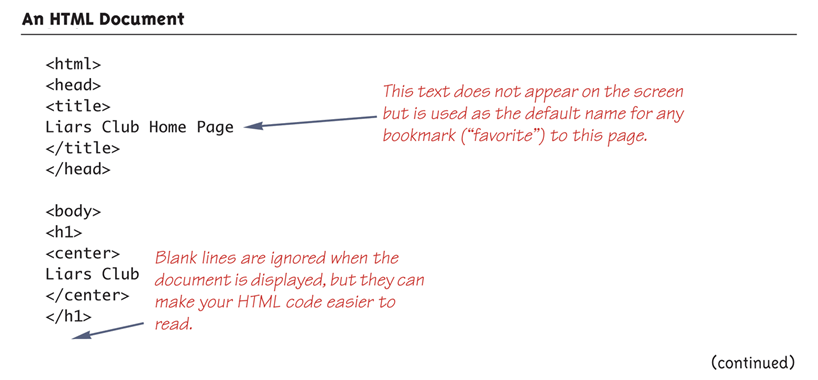 An HTML Document
<html>
<head>
<title>
Liars Club Home Page
</title>
</head>
This text does not appear on the screen
but is used as the default name for any
bookmark (“favorite”) to this page.
<body>
<h1>
<center>
Liars Club
</center>
</h1>
Blank lines are ignored when the
document is displayed, but they can
make your HTML code easier to
read.
(continued)